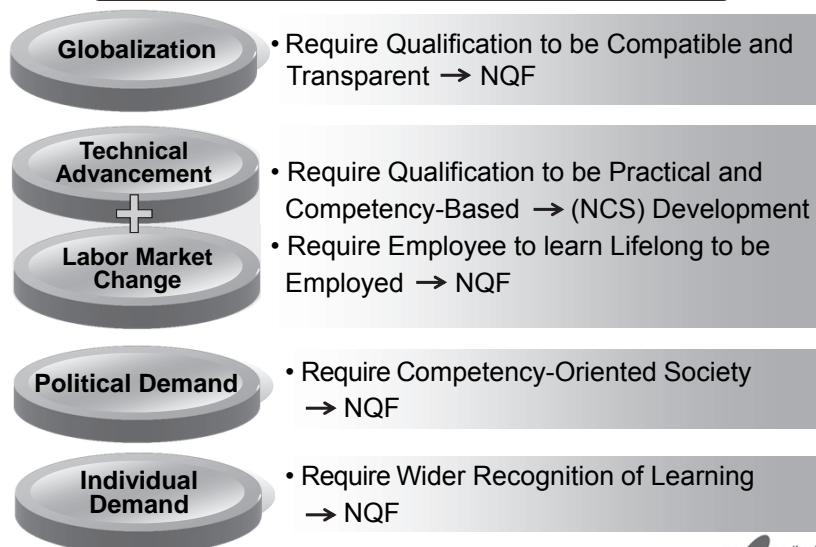 Globalization
• Require Qualification to be Compatible and
Transparent → NQF
Technical
Advancement
+
Labor Market
Change
• Require Qualification to be Practical and
Competency-Based → (NCS) Development
• Require Employee to learn Lifelong to be
Employed → NQF
Political Demand
• Require Competency-Oriented Society
→ NQF
Individual
Demand
• Require Wider Recognition of Learning
→ NQF